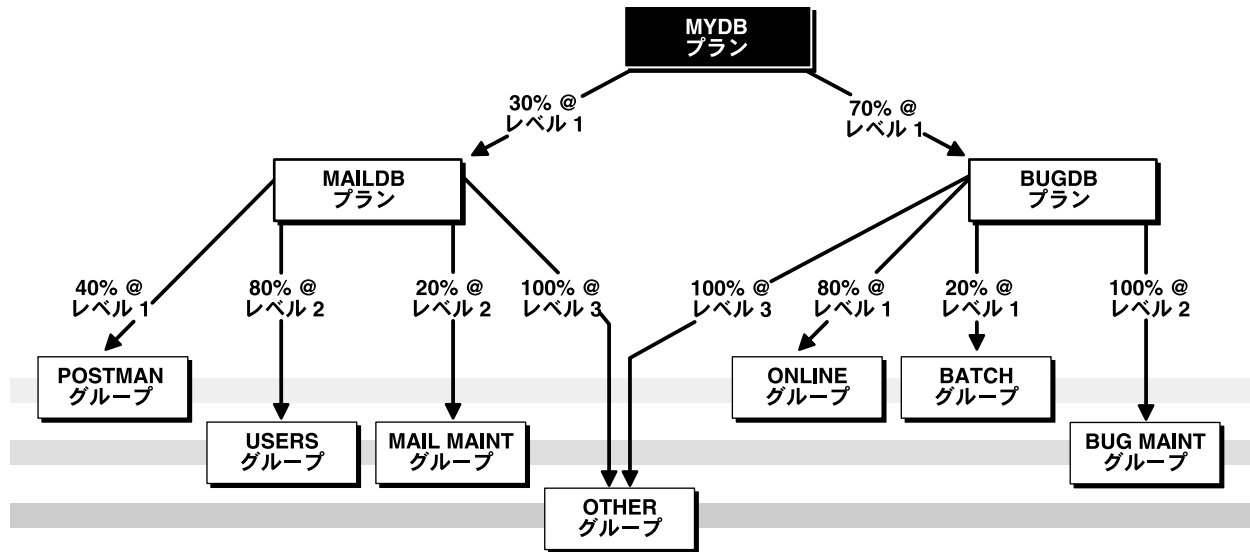 MYDB
プラン
30% @
レベル 1
70% @
レベル 1
MAILDB
プラン
BUGDB
プラン
40% @
レベル 1
80% @
レベル 2
20% @
レベル 2
100% @
レベル 3
100% @
レベル 3
80% @
レベル 1
20% @
レベル 1
100% @
レベル 2
POSTMAN
グループ
ONLINE
グループ
BATCH
グループ
USERS
グループ
MAIL MAINT
グループ
BUG MAINT
グループ
OTHER
グループ